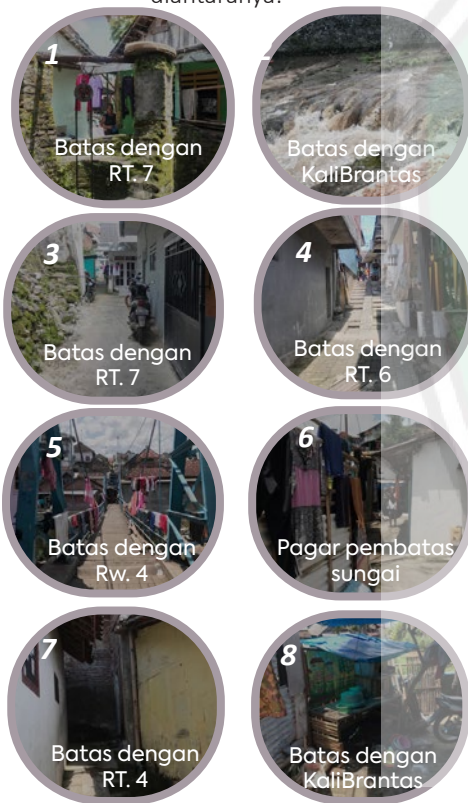 1
Batas dengan
RT. 7
Batas dengan
KaliBrantas
3
Batas dengan
RT. 7
4
Batas dengan
RT. 6
5
Batas dengan
Rw. 4
6
Pagar pembatas
sungai
7
Batas dengan
RT. 4
8
Batas dengan
KaliBrantas